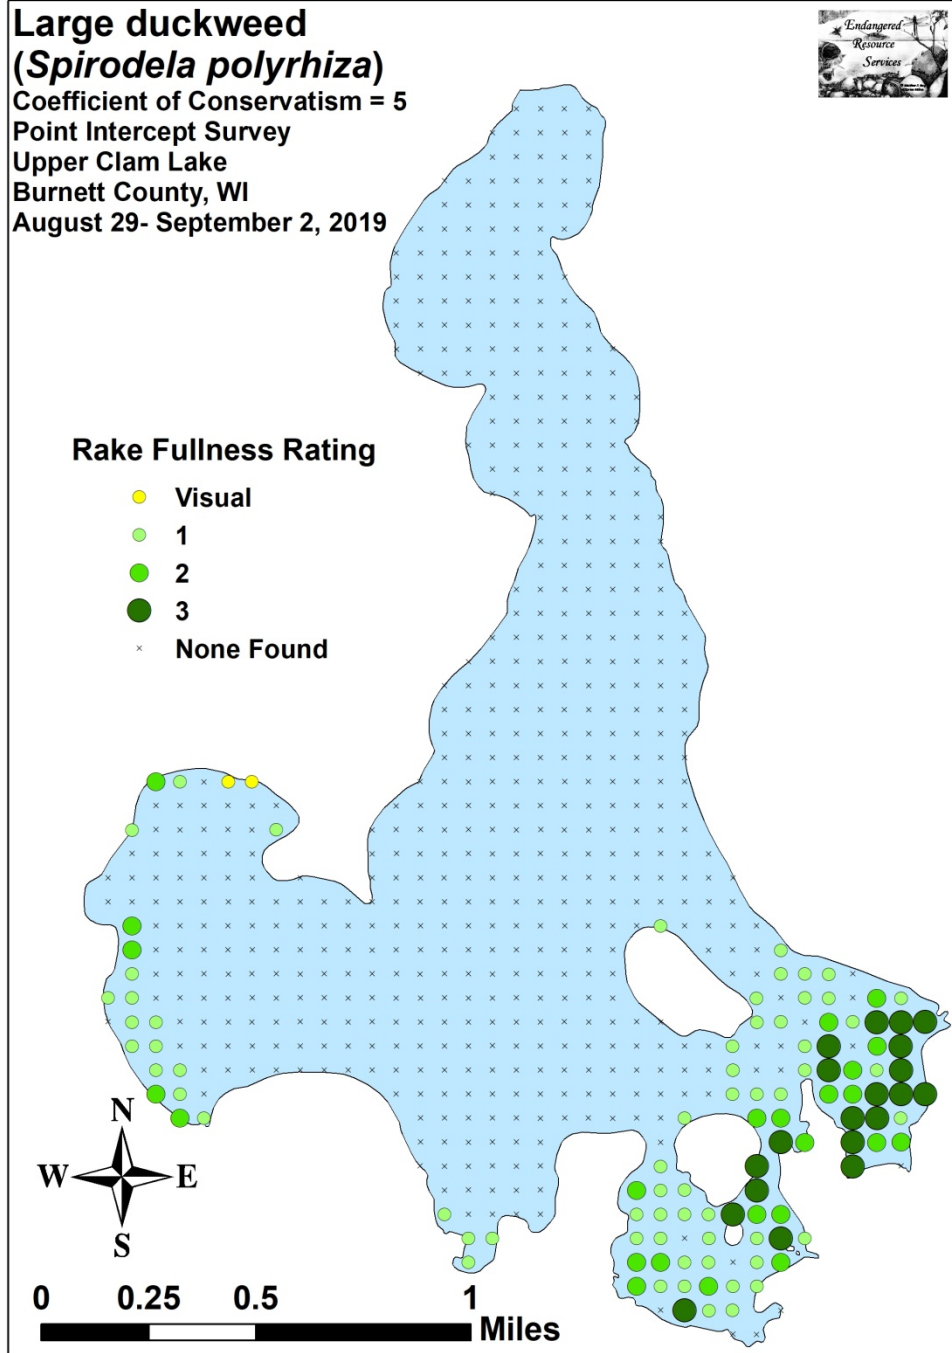 Large duckweed
(Spirodela polyrhiza)
Coefficient of Conservatism = 5
Point Intercept Survey
Upper Clam Lake
Burnett County, WI
August 29- September 2, 2019
Endangered
Resource
Services
Rake Fullness Rating
Visual
1
2
3
None Found
N
W E
S
0 0.25 0.5 1
Miles